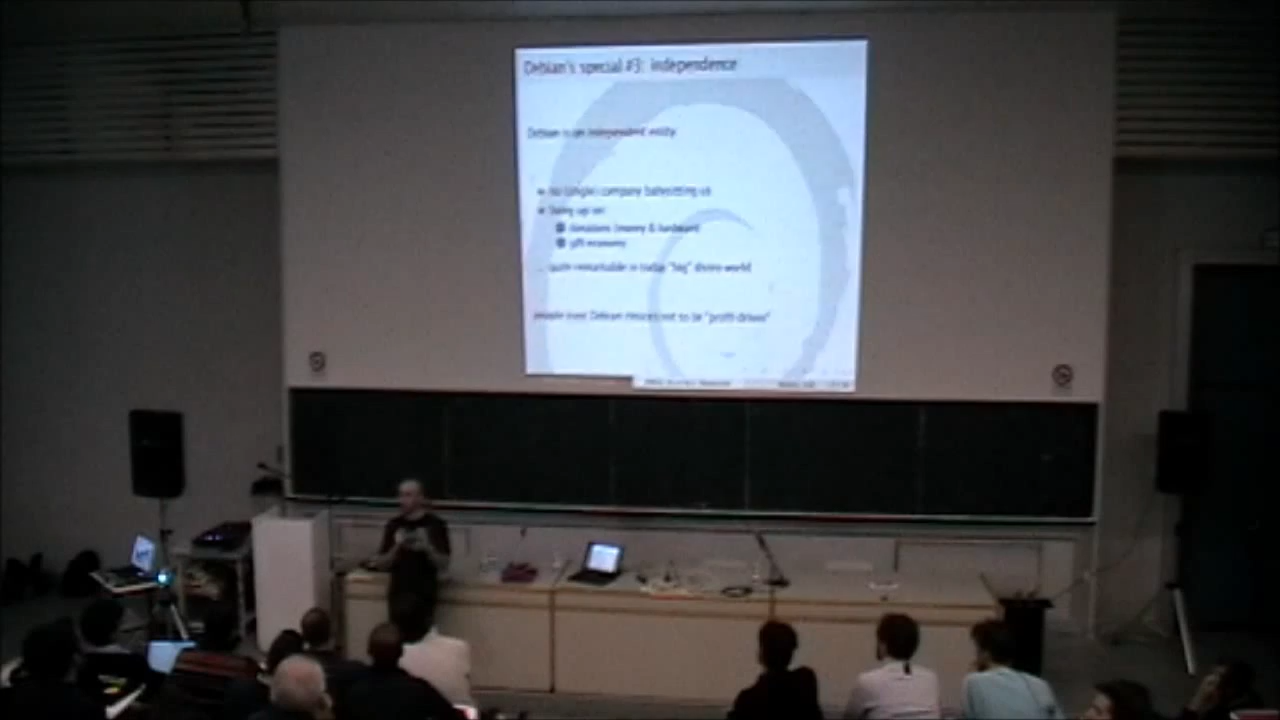 Debian's special #3: independence
Debian is an independent entity
no (single) company babysitting us
living up on:
donations (money & hardware)
gift-economy
... quite remarkable in today "big" distro world
people trust Debian choices not to be "profit-driven"